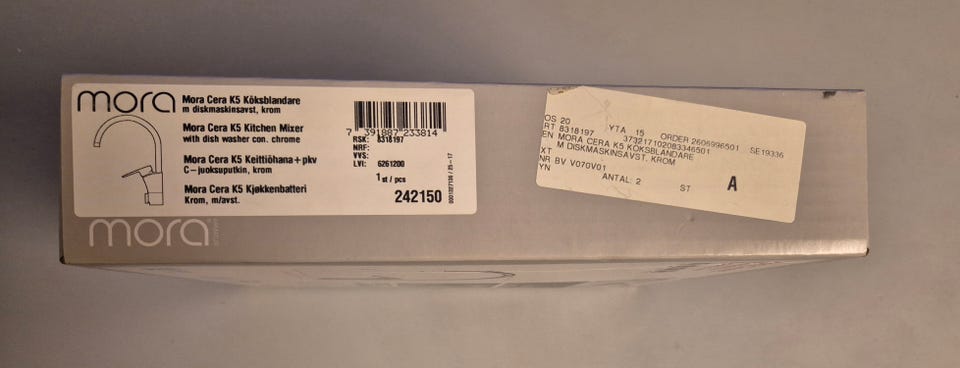 mora
Mora Cera K5 Köksblandare
m diskmaskinsavst, krom
Mora Cera K5 Kitchen Mixer
with dish washer con. chrome
Mora Cera K5 Keittiöhana + pkv
C-juoksuputkin, krom
Mora Cera K5 Kjøkkenbatteri
Krom, m/avst.
7 391887 233814
RSK: 8318197
NRF:
VVS:
LVI: 6261200
1 st / pcs
242150
mora
OS 20 YTA 15 ORDER 2606996501 SE19336
RT 8318197 373217102083346501
EN MORA CERA K5 KÖKSBLANDARE
XT M DISKMASKINSAVST, KROM
NR BV V070V01
YN ANTAL: 2 ST A